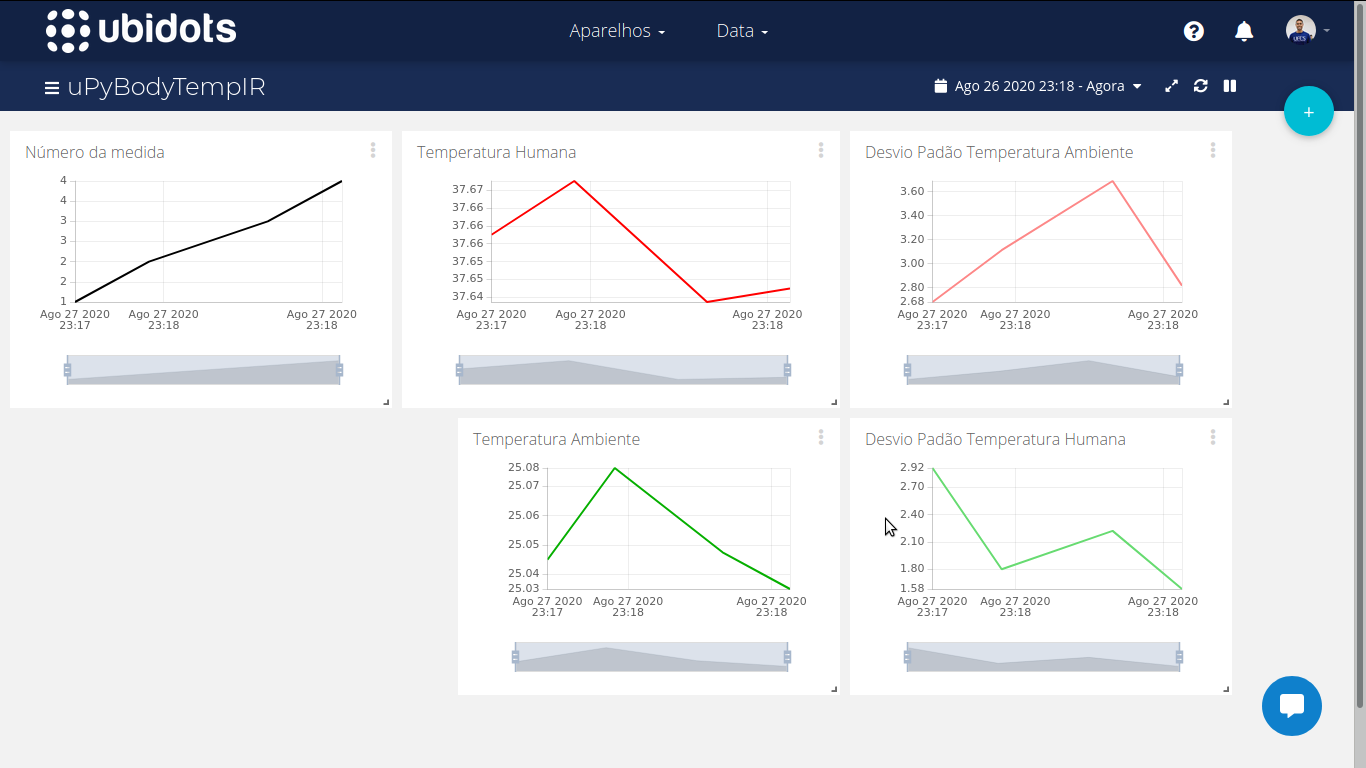 ubidots
Aparelhos
Data
uPyBodyTempIR
Ago 26 2020 23:18 - Agora
+
Número da medida
4
4
3
3
2
2
1
Ago 27 2020 Ago 27 2020 Ago 27 2020
23:17 23:18 23:18
Temperatura Humana
37.67
37.66
37.66
37.66
37.65
37.65
37.64
Ago 27 2020 Ago 27 2020 Ago 27 2020
23:17 23:18 23:18
Desvio Padão Temperatura Ambiente
3.60
3.40
3.20
3.00
2.80
2.68
Ago 27 2020 Ago 27 2020 Ago 27 2020
23:17 23:18 23:18
Temperatura Ambiente
25.08
25.07
25.06
25.05
25.04
25.03
Ago 27 2020 Ago 27 2020 Ago 27 2020
23:17 23:18 23:18
Desvio Padão Temperatura Humana
2.92
2.70
2.40
2.10
1.80
1.58
Ago 27 2020 Ago 27 2020 Ago 27 2020
23:17 23:18 23:18